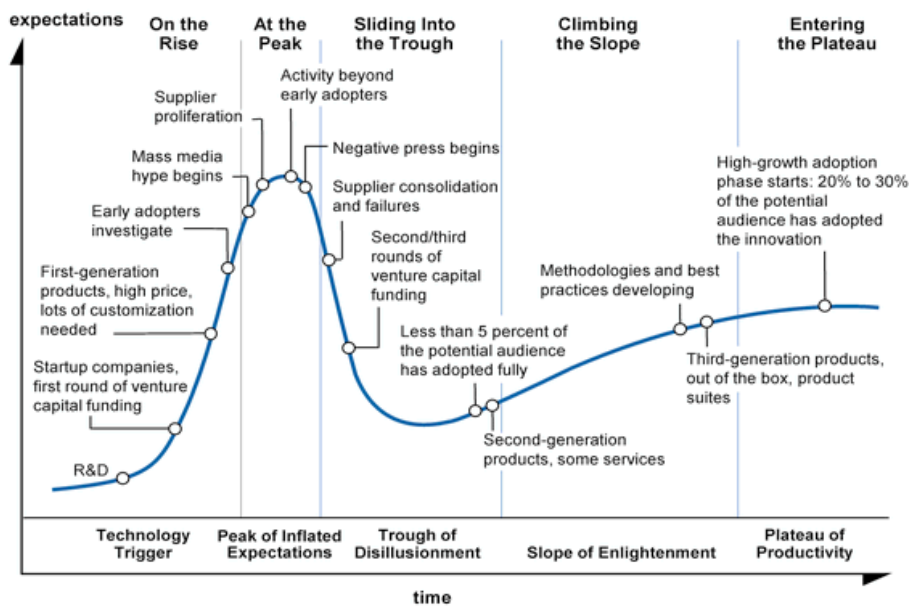 expectations
On the
Rise
At the
Peak
Sliding Into
the Trough
Climbing
the Slope
Entering
the Plateau
Activity beyond
early adopters
Supplier
proliferation
Negative press begins
Mass media
hype begins
Supplier consolidation
and failures
Early adopters
investigate
Second/third
rounds of
venture capital
funding
First-generation
products, high price,
lots of customization
needed
Less than 5 percent of
the potential audience
has adopted fully
Startup companies,
first round of venture
capital funding
R&D
Second-generation
products, some services
Methodologies and best
practices developing
Third-generation products,
out of the box, product
suites
High-growth adoption
phase starts: 20% to 30%
of the potential
audience has adopted
the innovation
Technology
Trigger
Peak of Inflated
Expectations
Trough of
Disillusionment
Slope of Enlightenment
Plateau of
Productivity
time